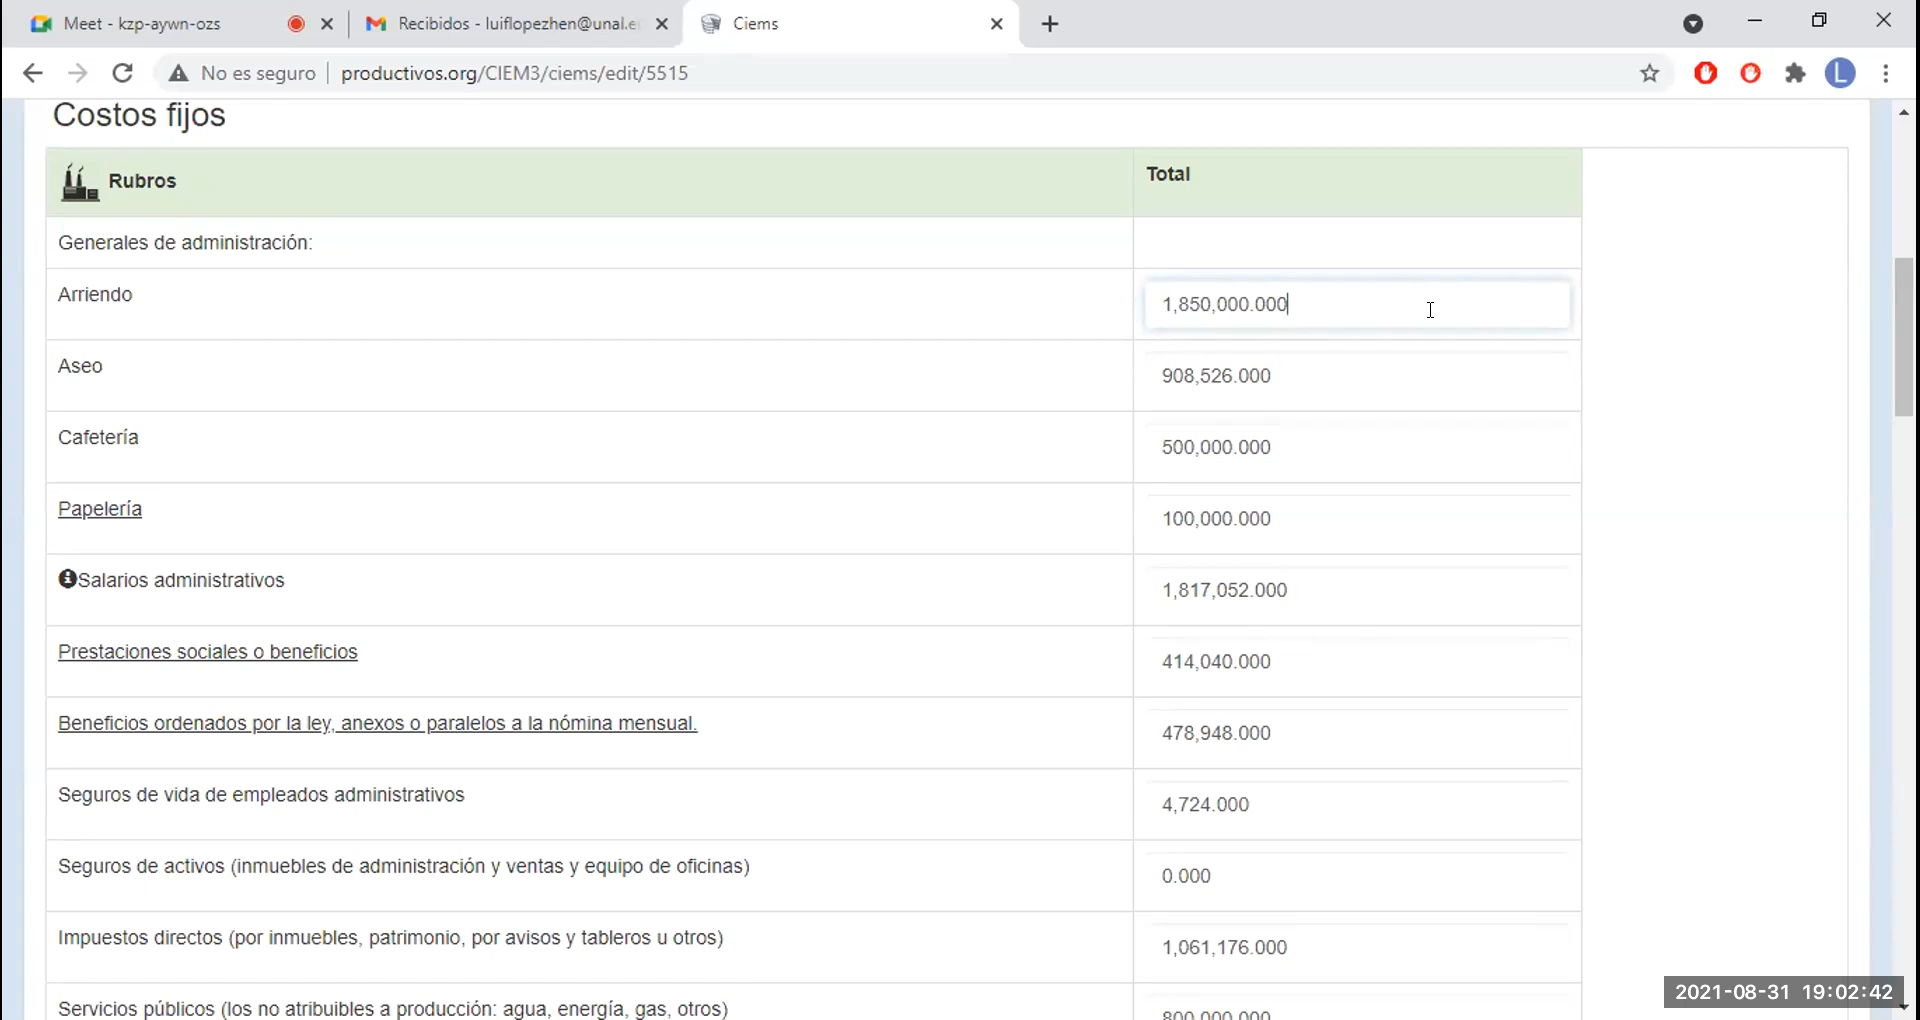 Meet - kzp-aywn-ozs
Recibidos - luiflopezhen@unal.e
Ciems
No es seguro
productivos.org/CIEM3/ciems/edit/5515
L
Costos fijos
Rubros Total
Generales de administración:
Arriendo 1,850,000.000
Aseo 908,526.000
Cafetería 500,000.000
Papelería 100,000.000
Salarios administrativos 1,817,052.000
Prestaciones sociales o beneficios 414,040.000
Beneficios ordenados por la ley, anexos o paralelos a la nómina mensual. 478,948.000
Seguros de vida de empleados administrativos 4,724.000
Seguros de activos (inmuebles de administración y ventas y equipo de oficinas) 0.000
Impuestos directos (por inmuebles, patrimonio, por avisos y tableros u otros) 1,061,176.000
Servicios públicos (los no atribuibles a producción: agua, energía, gas, otros) 800,000.000
2021-08-31 19:02:42